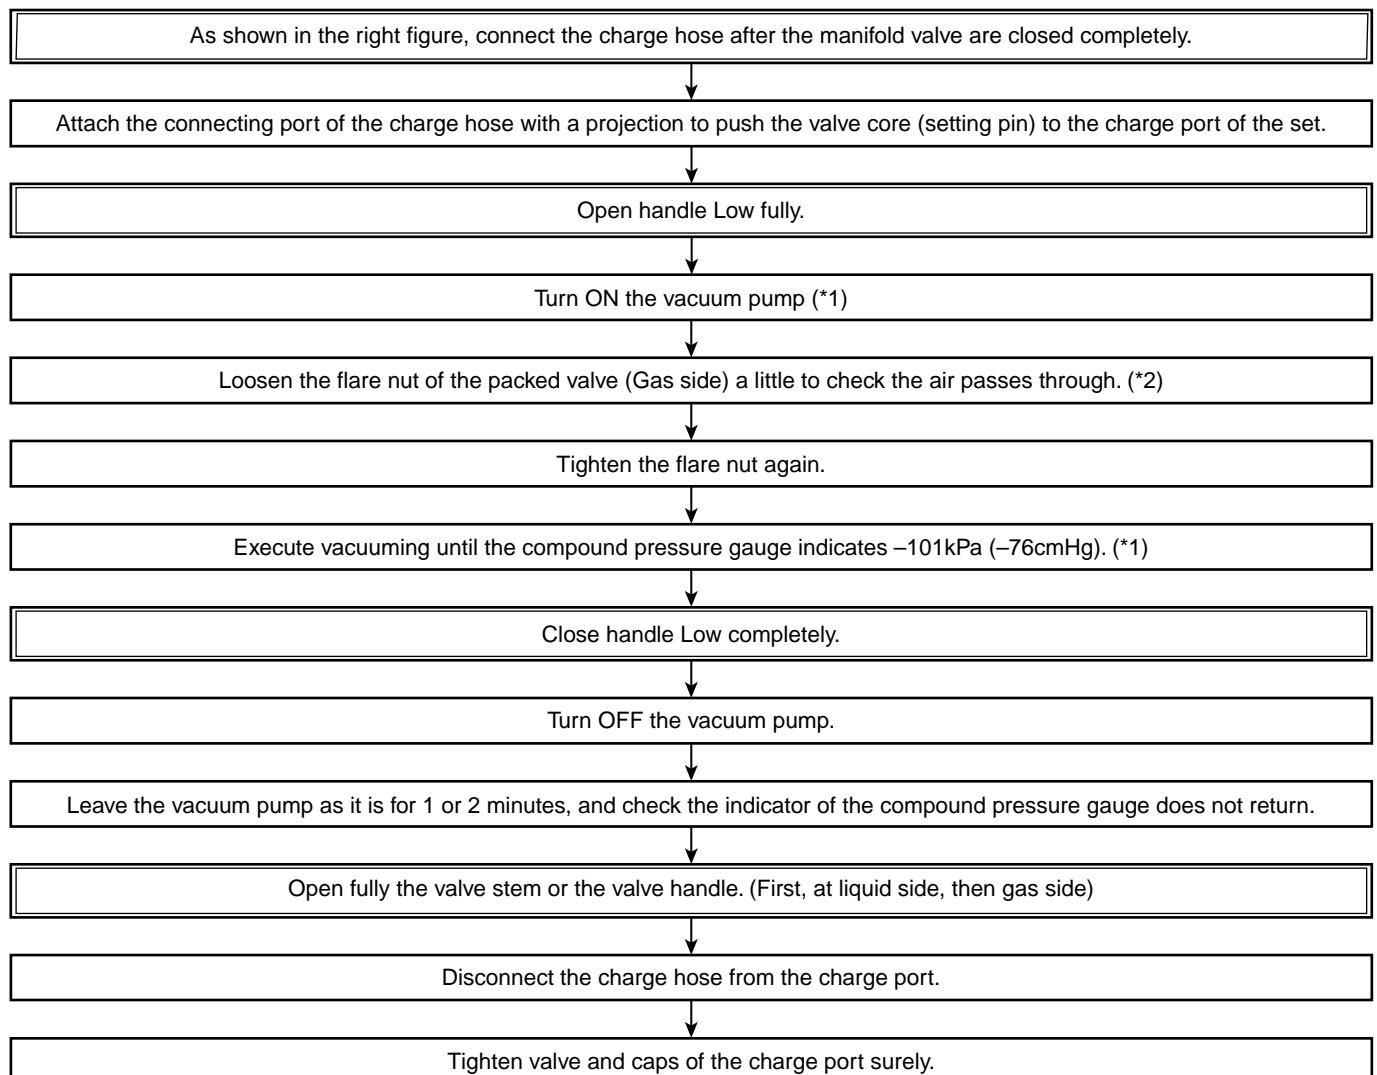 As shown in the right figure, connect the charge hose after the manifold valve are closed completely.
Attach the connecting port of the charge hose with a projection to push the valve core (setting pin) to the charge port of the set.
Open handle Low fully.
Turn ON the vacuum pump (*1)
Loosen the flare nut of the packed valve (Gas side) a little to check the air passes through. (*2)
Tighten the flare nut again.
Execute vacuuming until the compound pressure gauge indicates –101kPa (–76cmHg). (*1)
Close handle Low completely.
Turn OFF the vacuum pump.
Leave the vacuum pump as it is for 1 or 2 minutes, and check the indicator of the compound pressure gauge does not return.
Open fully the valve stem or the valve handle. (First, at liquid side, then gas side)
Disconnect the charge hose from the charge port.
Tighten valve and caps of the charge port surely.